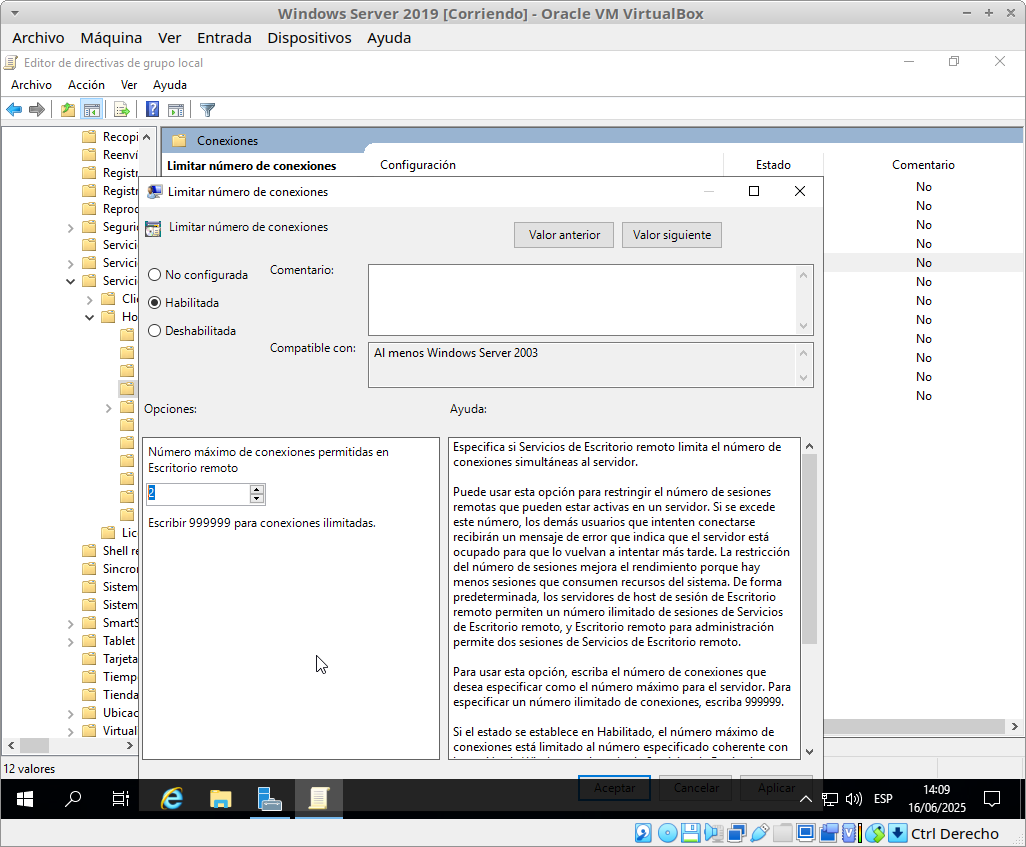 Windows Server 2019 [Corriendo] - Oracle VM VirtualBox
Archivo Máquina Ver Entrada Dispositivos Ayuda
Editor de directivas de grupo local
Archivo Acción Ver Ayuda
Recopi
Reenví
Registr
Registr
Reprod
Seguri
Servici
Servici
Servici
Clie
Ho
Lic
Shell re
Sincror
Sistem
Sistem
SmartS
Tablet
Tarjeta
Tiemp
Tienda
Ubicac
Virtual
12 valores
Conexiones
Limitar número de conexiones
Configuración Estado Comentario
No
No
No
No
No
No
No
No
No
No
No
No
Limitar número de conexiones
Limitar número de conexiones
Valor anterior Valor siguiente
No configurada
Habilitada
Deshabilitada
Comentario:
Compatible con:
Al menos Windows Server 2003
Opciones:
Ayuda:
Número máximo de conexiones permitidas en
Escritorio remoto
2
Escribir 999999 para conexiones ilimitadas.
Especifica si Servicios de Escritorio remoto limita el número de
conexiones simultáneas al servidor.
Puede usar esta opción para restringir el número de sesiones
remotas que pueden estar activas en un servidor. Si se excede
este número, los demás usuarios que intenten conectarse
recibirán un mensaje de error que indica que el servidor está
ocupado para que lo vuelvan a intentar más tarde. La restricción
del número de sesiones mejora el rendimiento porque hay
menos sesiones que consumen recursos del sistema. De forma
predeterminada, los servidores de host de sesión de Escritorio
remoto permiten un número ilimitado de sesiones de Servicios
de Escritorio remoto, y Escritorio remoto para administración
permite dos sesiones de Servicios de Escritorio remoto.
Para usar esta opción, escriba el número de conexiones que
desea especificar como el número máximo para el servidor. Para
especificar un número ilimitado de conexiones, escriba 999999.
Si el estado se establece en Habilitado, el número máximo de
conexiones está limitado al número especificado coherente con
Aceptar Cancelar Aplicar
ESP
14:09
16/06/2025
Ctrl Derecho